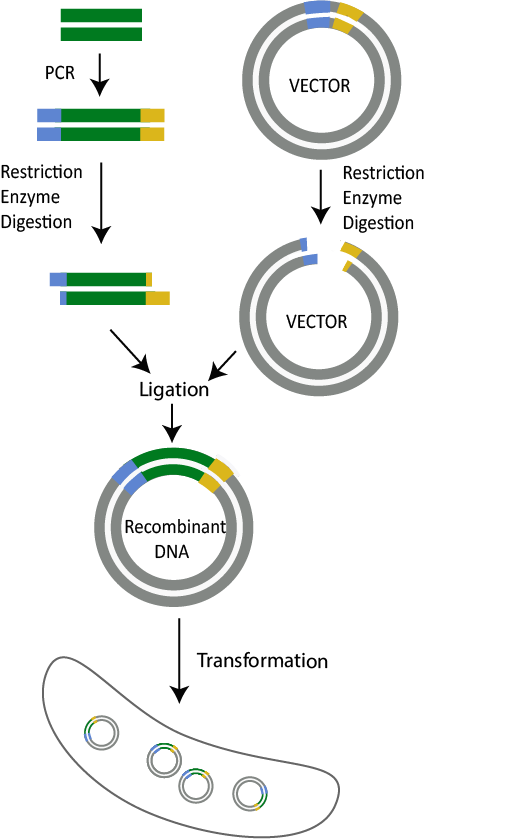 PCR
Restriction
Enzyme
Digestion
VECTOR
Restriction
Enzyme
Digestion
VECTOR
Ligation
Recombinant
DNA
Transformation